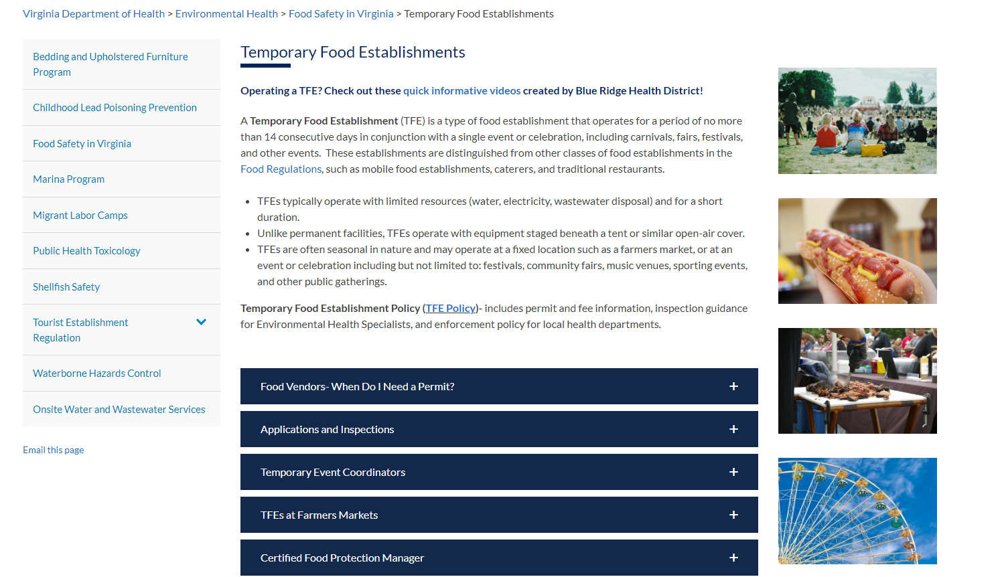 Virginia Department of Health > Environmental Health > Food Safety in Virginia > Temporary Food Establishments
Bedding and Upholstered Furniture
Program
Childhood Lead Poisoning Prevention
Food Safety in Virginia
Marina Program
Migrant Labor Camps
Public Health Toxicology
Shellfish Safety
Tourist Establishment
Regulation
Waterborne Hazards Control
Onsite Water and Wastewater Services
Email this page
Temporary Food Establishments
Operating a TFE? Check out these quick informative videos created by Blue Ridge Health District!
A Temporary Food Establishment (TFE) is a type of food establishment that operates for a period of no more
than 14 consecutive days in conjunction with a single event or celebration, including carnivals, fairs, festivals,
and other events.  These establishments are distinguished from other classes of food establishments in the
Food Regulations, such as mobile food establishments, caterers, and traditional restaurants.
• TFEs typically operate with limited resources (water, electricity, wastewater disposal) and for a short
duration.
• Unlike permanent facilities, TFEs operate with equipment staged beneath a tent or similar open-air cover.
• TFEs are often seasonal in nature and may operate at a fixed location such as a farmers market, or at an
event or celebration including but not limited to: festivals, community fairs, music venues, sporting events,
and other public gatherings.
Temporary Food Establishment Policy (TFE Policy)- includes permit and fee information, inspection guidance
for Environmental Health Specialists, and enforcement policy for local health departments.
Food Vendors- When Do I Need a Permit? +
Applications and Inspections +
Temporary Event Coordinators +
TFEs at Farmers Markets +
Certified Food Protection Manager +